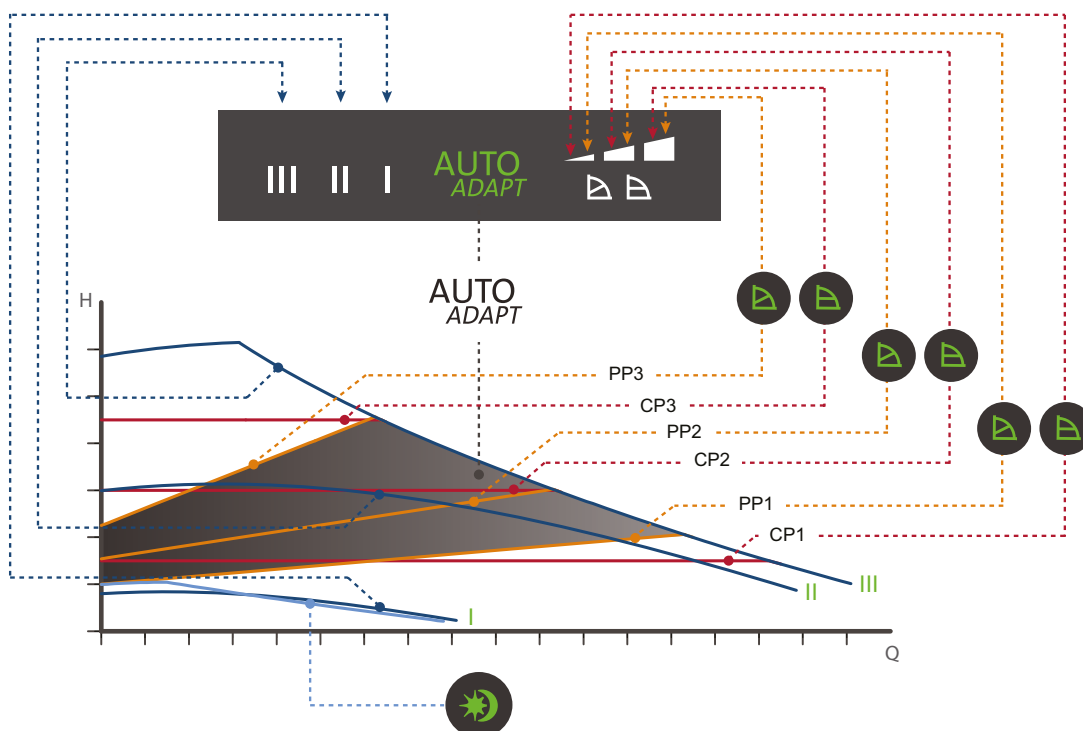 III II I AUTO
ADAPT
H
AUTO
ADAPT
PP3
CP3
PP2
CP2
PP1
CP1
III
II
I
Q